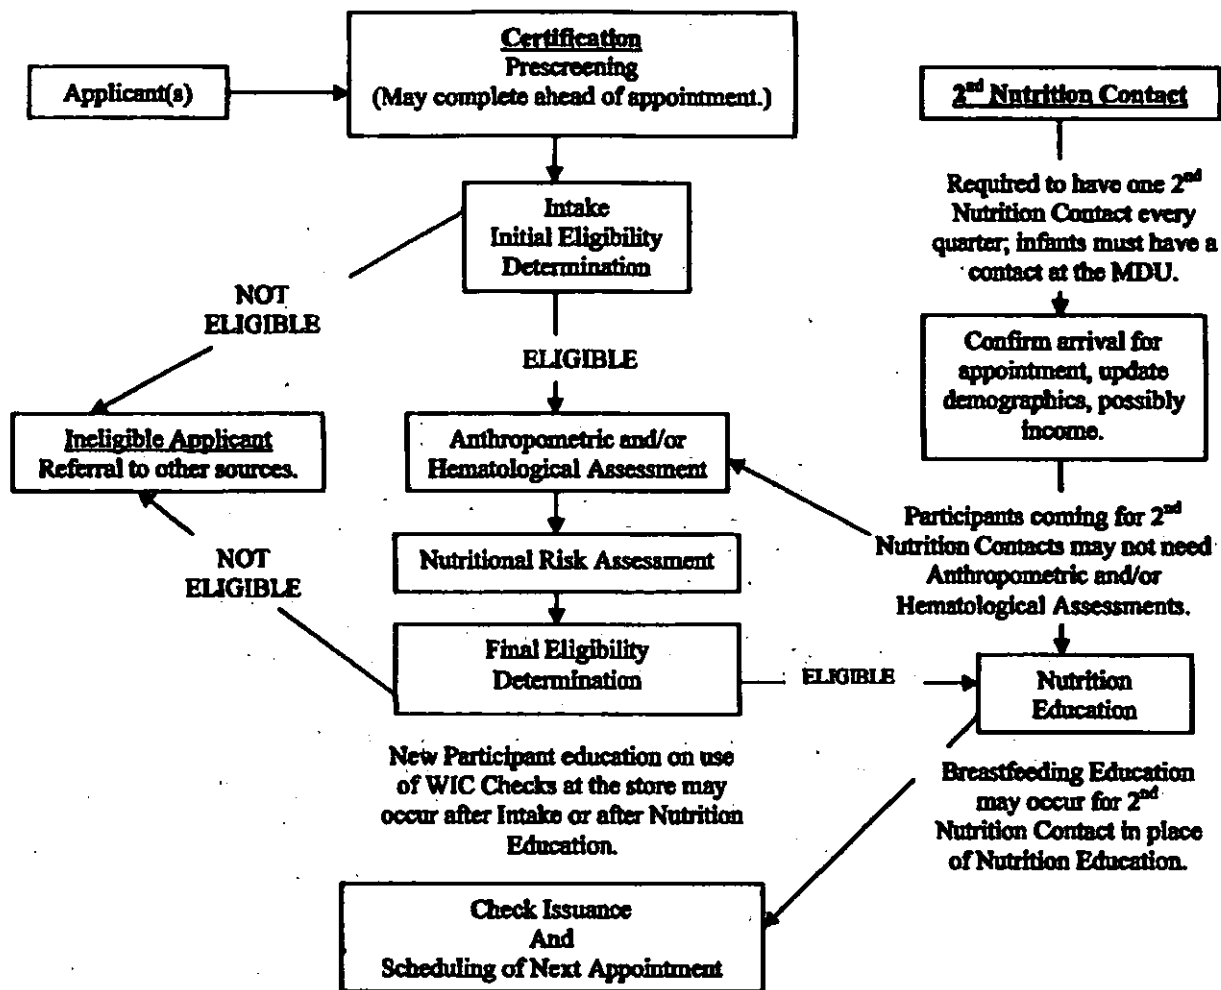 Certification
Prescreening
(May complete ahead of appointment.)
Applicant(s)
2nd Nutrition Contact
Intake
Initial Eligibility
Determination
Required to have one 2nd
Nutrition Contact every
quarter; infants must have a
contact at the MDU.
NOT
ELIGIBLE
ELIGIBLE
Confirm arrival for
appointment, update
demographics, possibly
income.
Ineligible Applicant
Referral to other sources.
Anthropometric and/or
Hematological Assessment
Participants coming for 2nd
Nutrition Contacts may not need
Anthropometric and/or
Hematological Assessments.
NOT
ELIGIBLE
Nutritional Risk Assessment
Final Eligibility
Determination
ELIGIBLE
Nutrition
Education
New Participant education on use
of WIC Checks at the store may
occur after Intake or after Nutrition
Education.
Breastfeeding Education
may occur for 2nd
Nutrition Contact in place
of Nutrition Education.
Check Issuance
And
Scheduling of Next Appointment